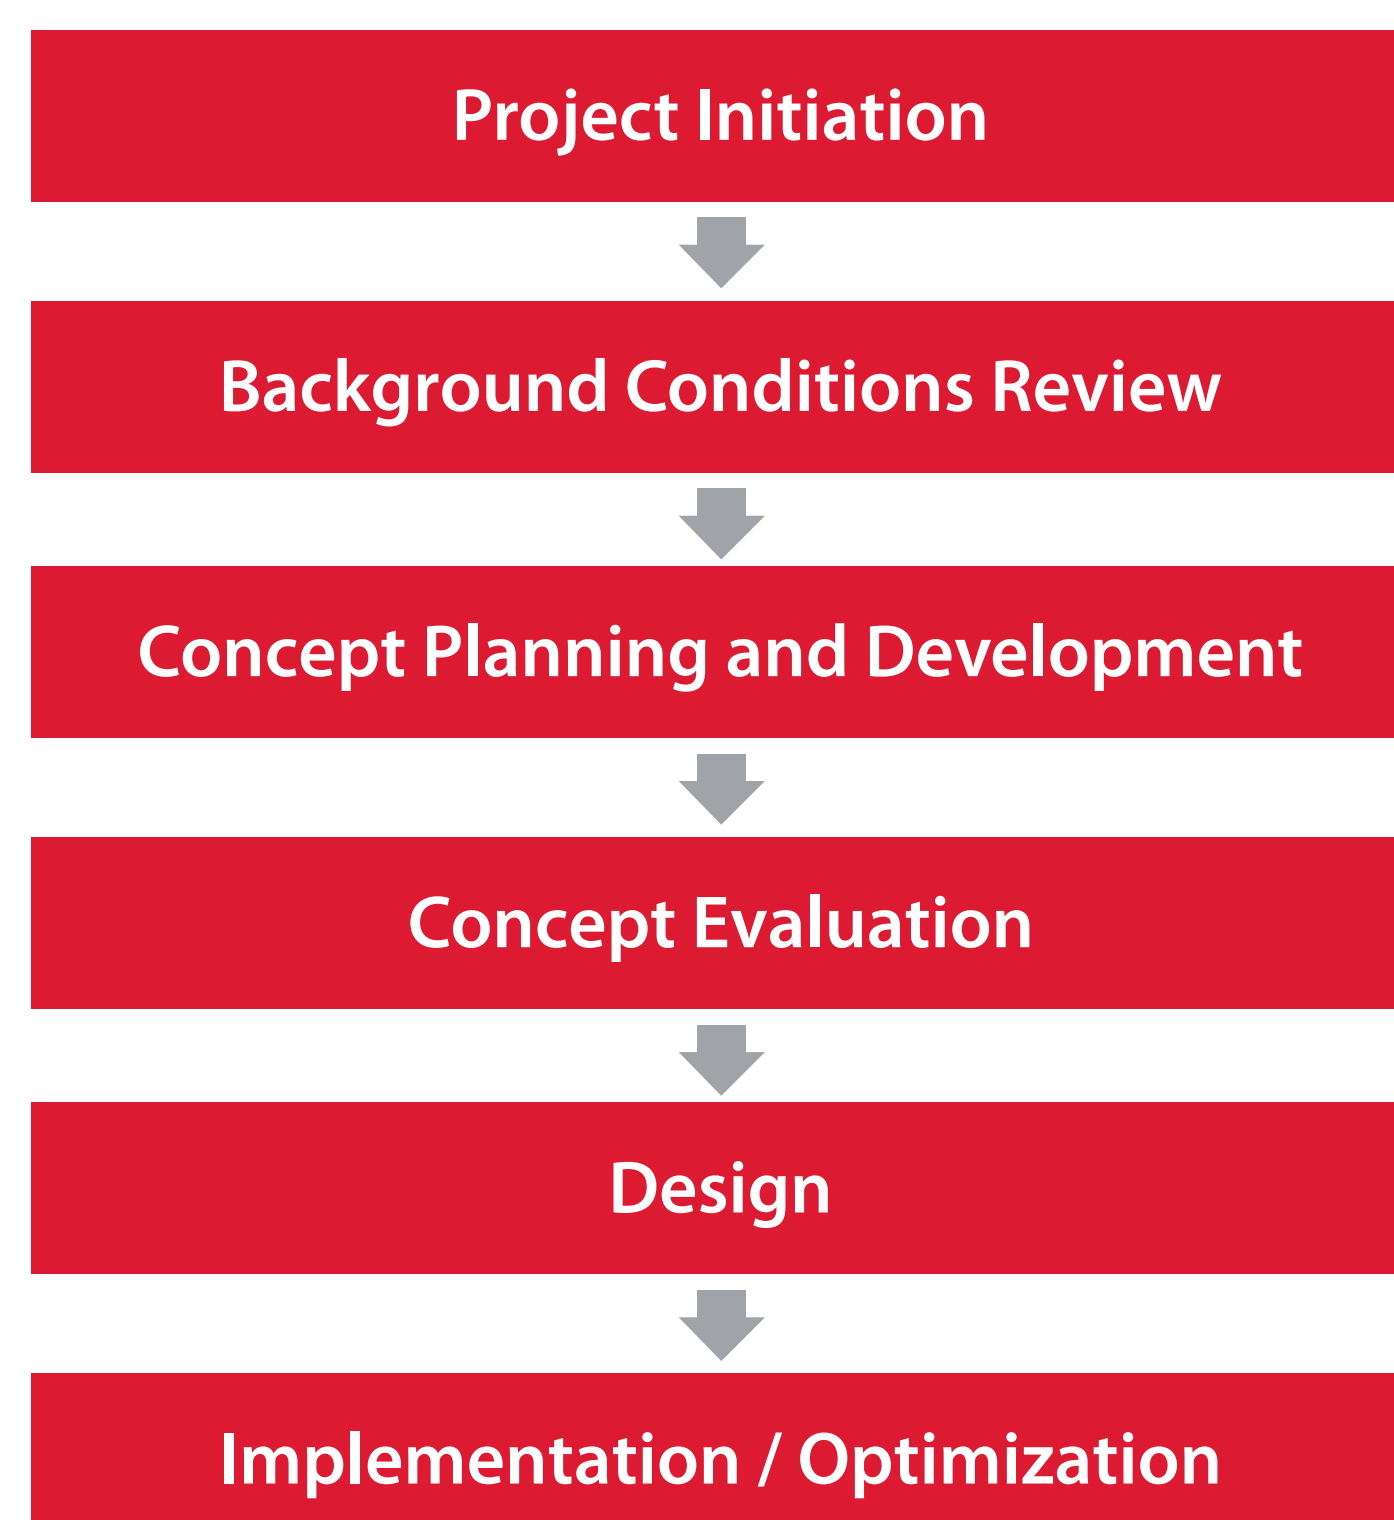 Project Initiation
Background Conditions Review
Concept Planning and Development
Concept Evaluation
Design
Implementation / Optimization